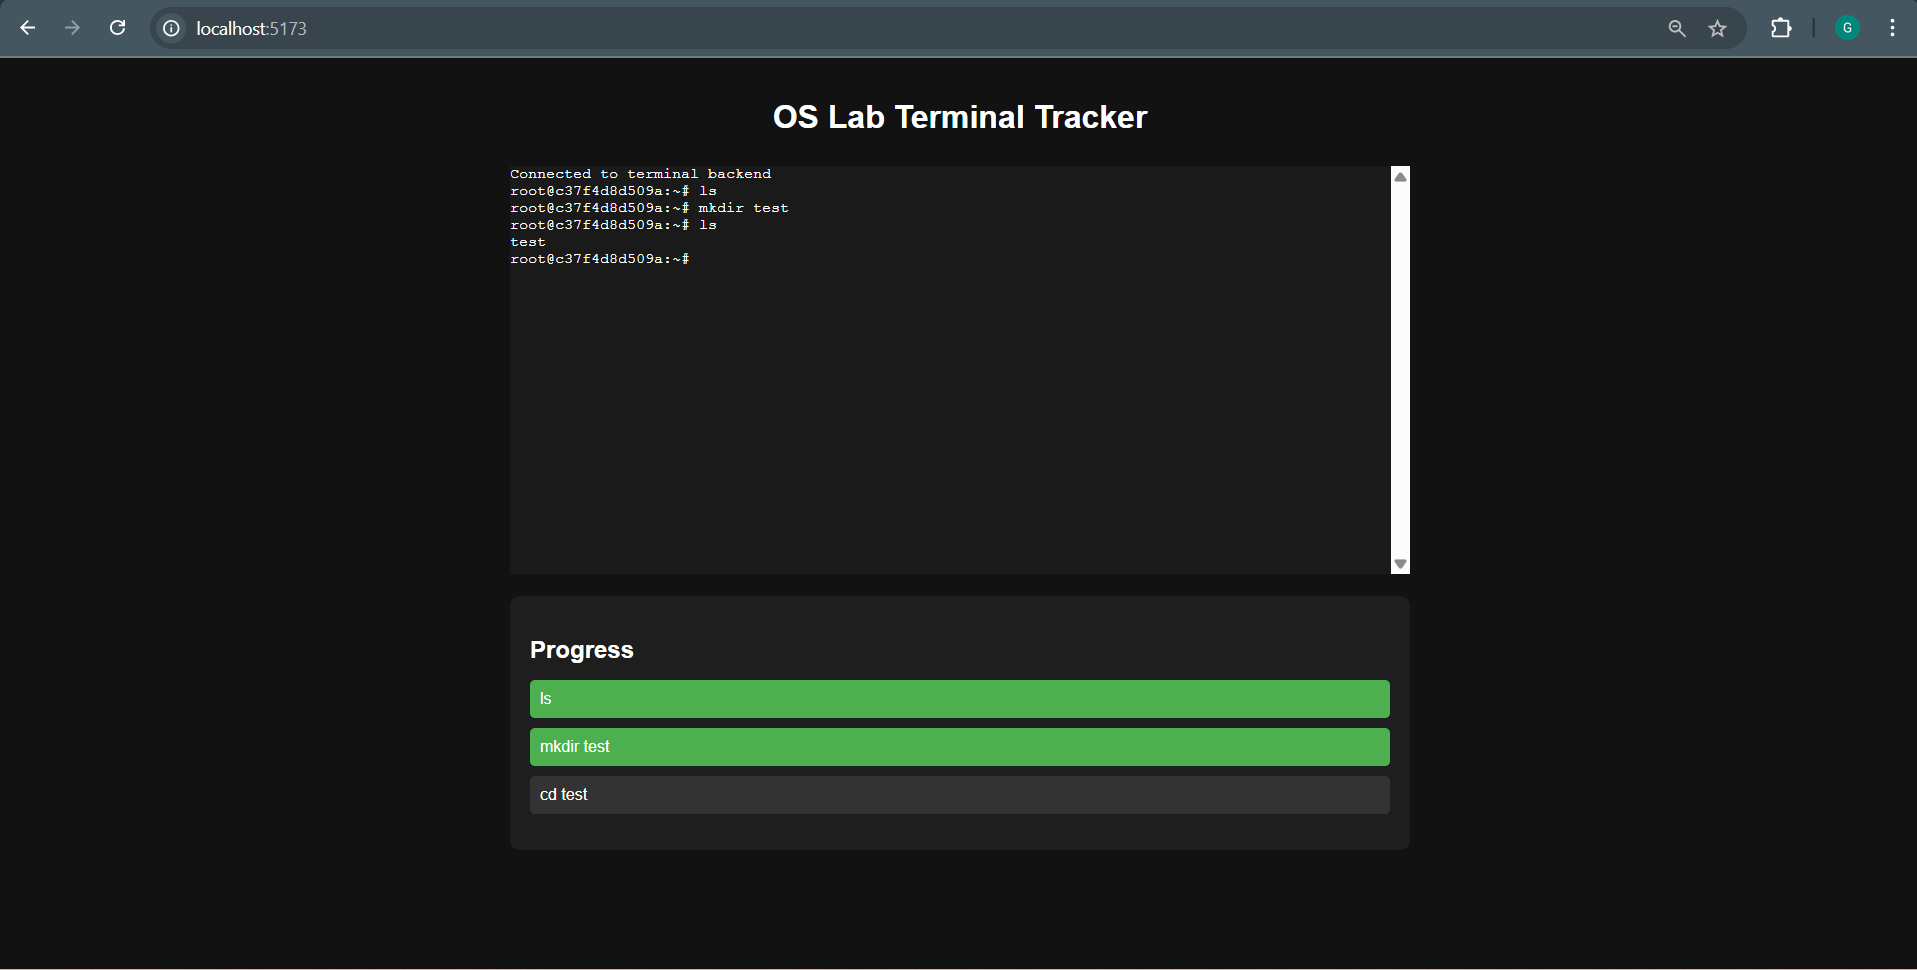 localhost:5173
G
OS Lab Terminal Tracker
Connected to terminal backend
root@c37f4d8d509a:~# ls
root@c37f4d8d509a:~# mkdir test
root@c37f4d8d509a:~# ls
test
root@c37f4d8d509a:~#
Progress
ls
mkdir test
cd test